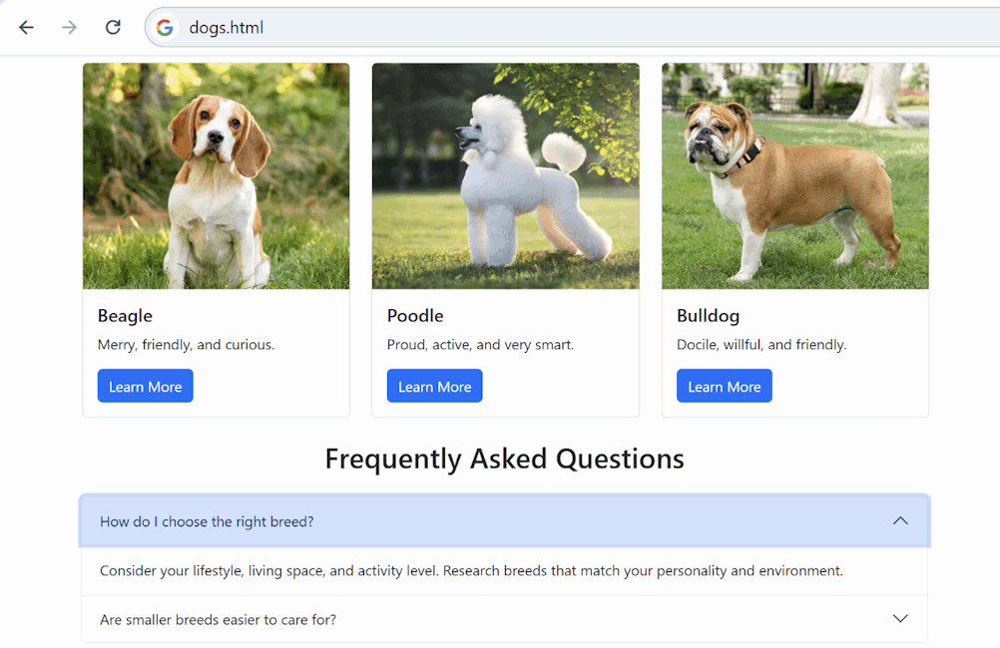 dogs.html
Beagle
Merry, friendly, and curious.
Learn More
Poodle
Proud, active, and very smart.
Learn More
Bulldog
Docile, willful, and friendly.
Learn More
Frequently Asked Questions
How do I choose the right breed?
Consider your lifestyle, living space, and activity level. Research breeds that match your personality and environment.
Are smaller breeds easier to care for?